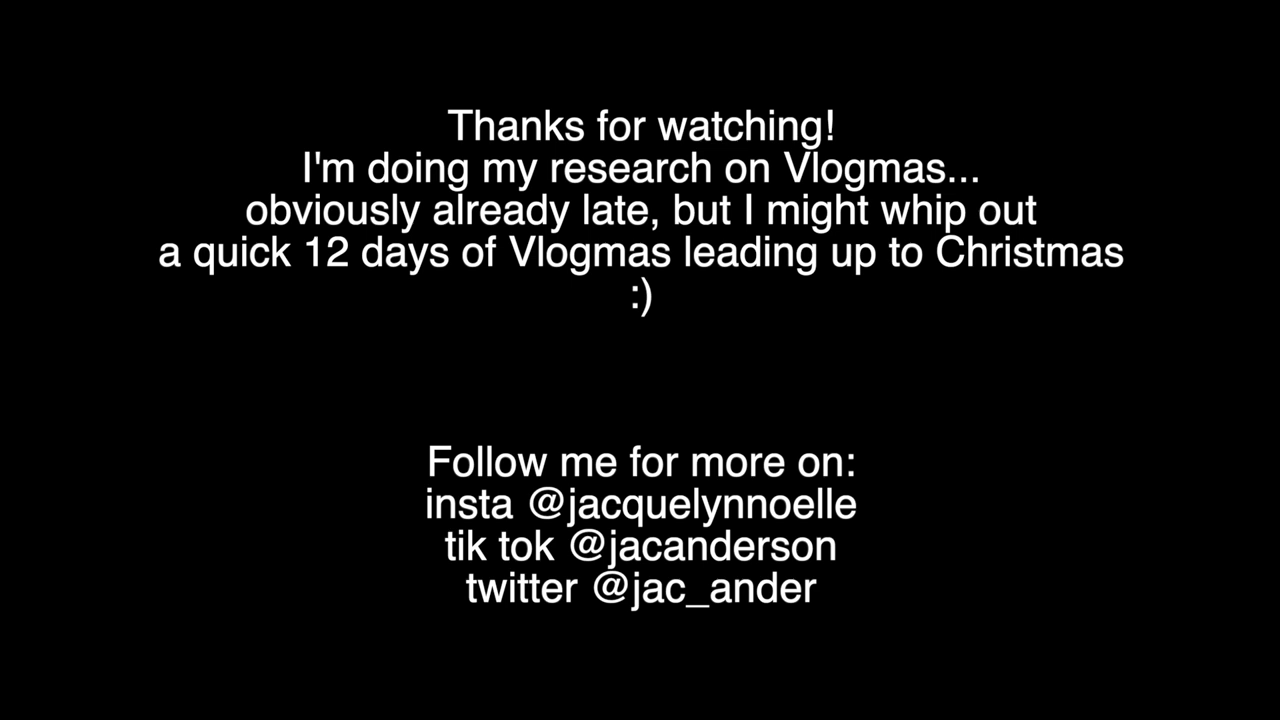 Thanks for watching!
I'm doing my research on Vlogmas...
obviously already late, but I might whip out
a quick 12 days of Vlogmas leading up to Christmas
:)
Follow me for more on:
insta @jacquelynnoelle
tik tok @jacanderson
twitter @jac_ander